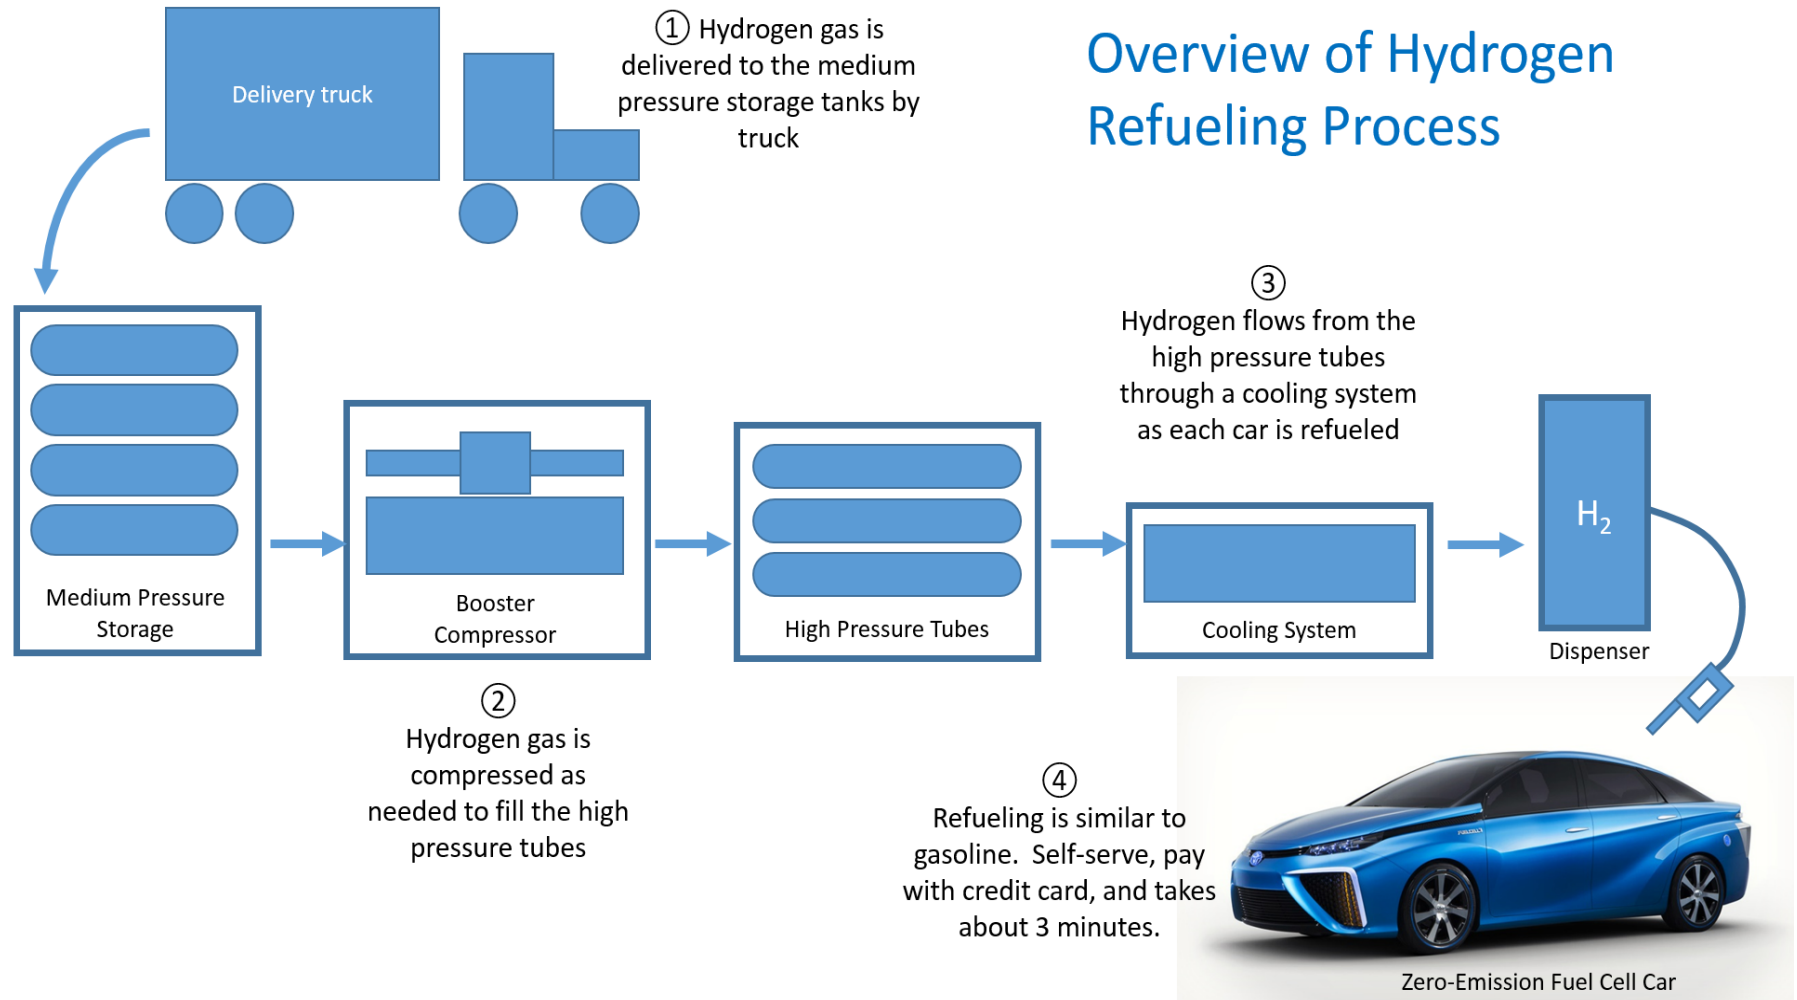 Overview of Hydrogen
Refueling Process
Delivery truck
① Hydrogen gas is
delivered to the medium
pressure storage tanks by
truck
Medium Pressure
Storage
Booster
Compressor
②
Hydrogen gas is
compressed as
needed to fill the high
pressure tubes
High Pressure Tubes
③
Hydrogen flows from the
high pressure tubes
through a cooling system
as each car is refueled
Cooling System
H₂
Dispenser
④
Refueling is similar to
gasoline.  Self-serve, pay
with credit card, and takes
about 3 minutes.
Zero-Emission Fuel Cell Car